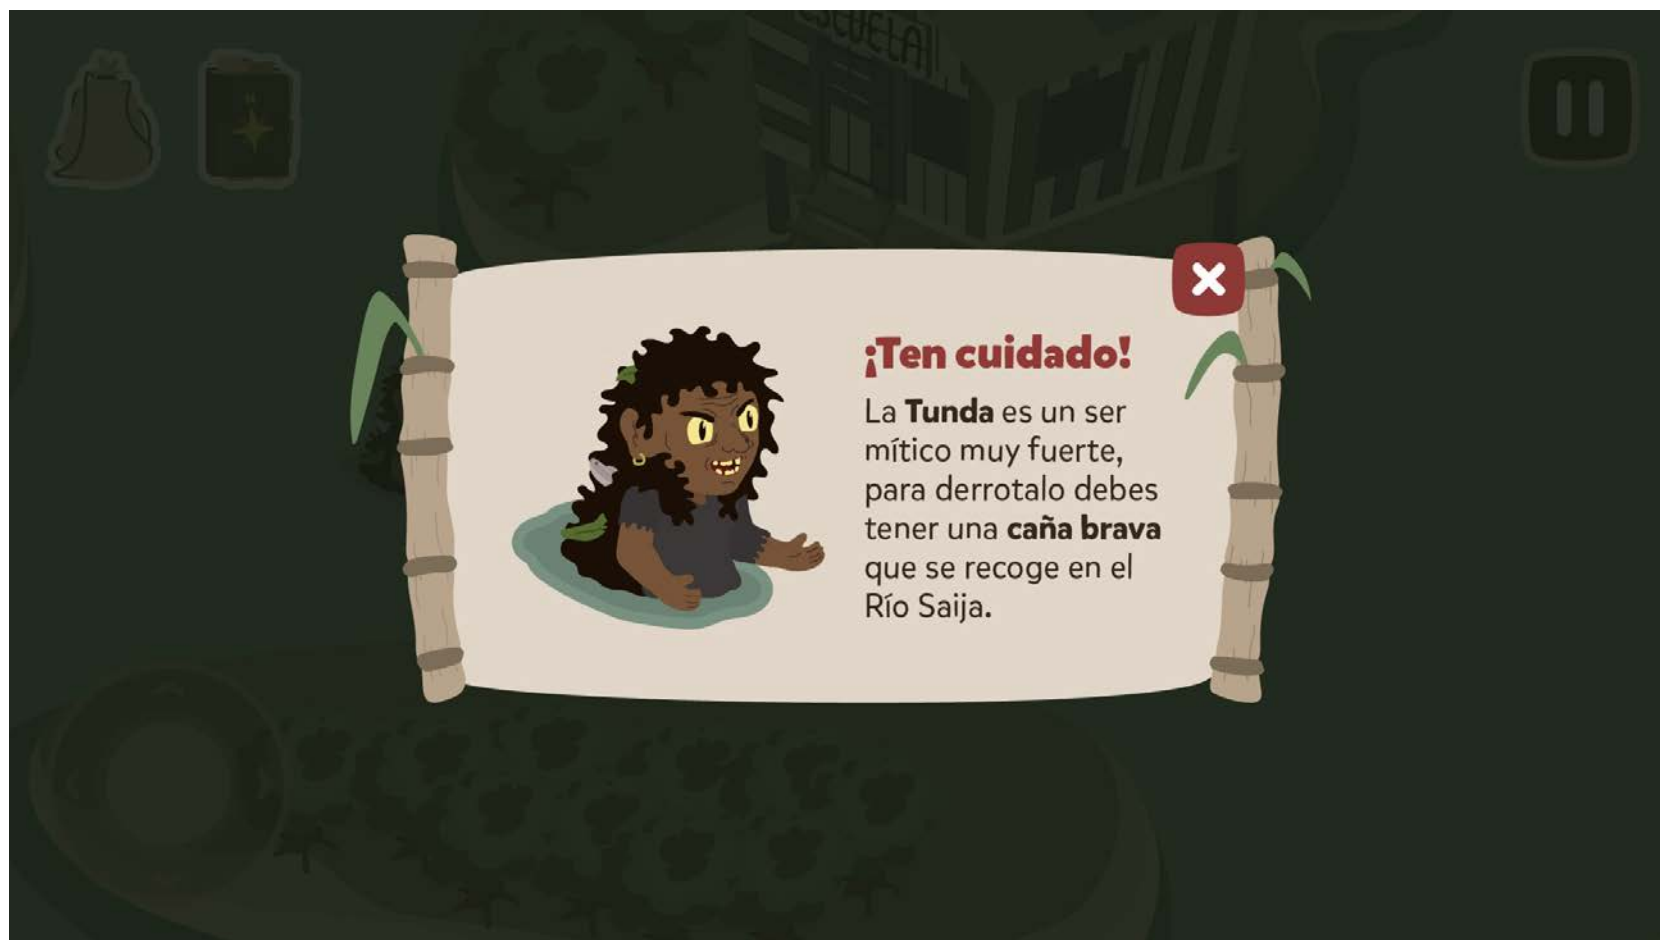 ESCUELA
¡Ten cuidado!
La Tunda es un ser
mítico muy fuerte,
para derrotalo debes
tener una caña brava
que se recoge en el
Río Saija.